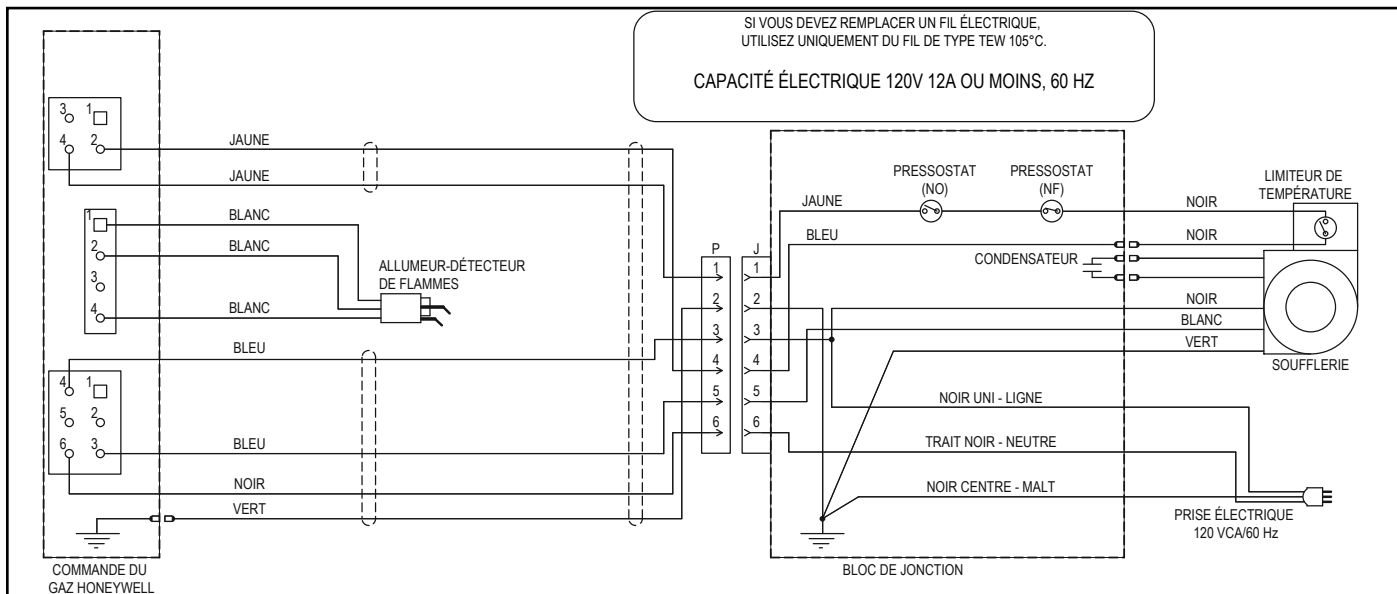 SI VOUS DEVEZ REMPLACER UN FIL ÉLECTRIQUE,
UTILISEZ UNIQUEMENT DU FIL DE TYPE TEW 105°C.
CAPACITÉ ÉLECTRIQUE 120V 12A OU MOINS, 60 HZ
3 1
4 2
JAUNE
JAUNE
1
2
3
4
BLANC
BLANC
BLANC
ALLUMEUR-DÉTECTEUR
DE FLAMMES
4 1
5 2
6 3
BLEU
BLEU
NOIR
VERT
COMMANDE DU
GAZ HONEYWELL
P J
1 1
2 2
3 3
4 4
5 5
6 6
PRESSOSTAT
(NO)
PRESSOSTAT
(NF)
JAUNE
BLEU
CONDENSATEUR
NOIR
NOIR
NOIR
BLANC
VERT
LIMITEUR DE
TEMPÉRATURE
SOUFFLERIE
NOIR UNI - LIGNE
TRAIT NOIR - NEUTRE
NOIR CENTRE - MALT
PRISE ÉLECTRIQUE
120 VCA/60 Hz
BLOC DE JONCTION